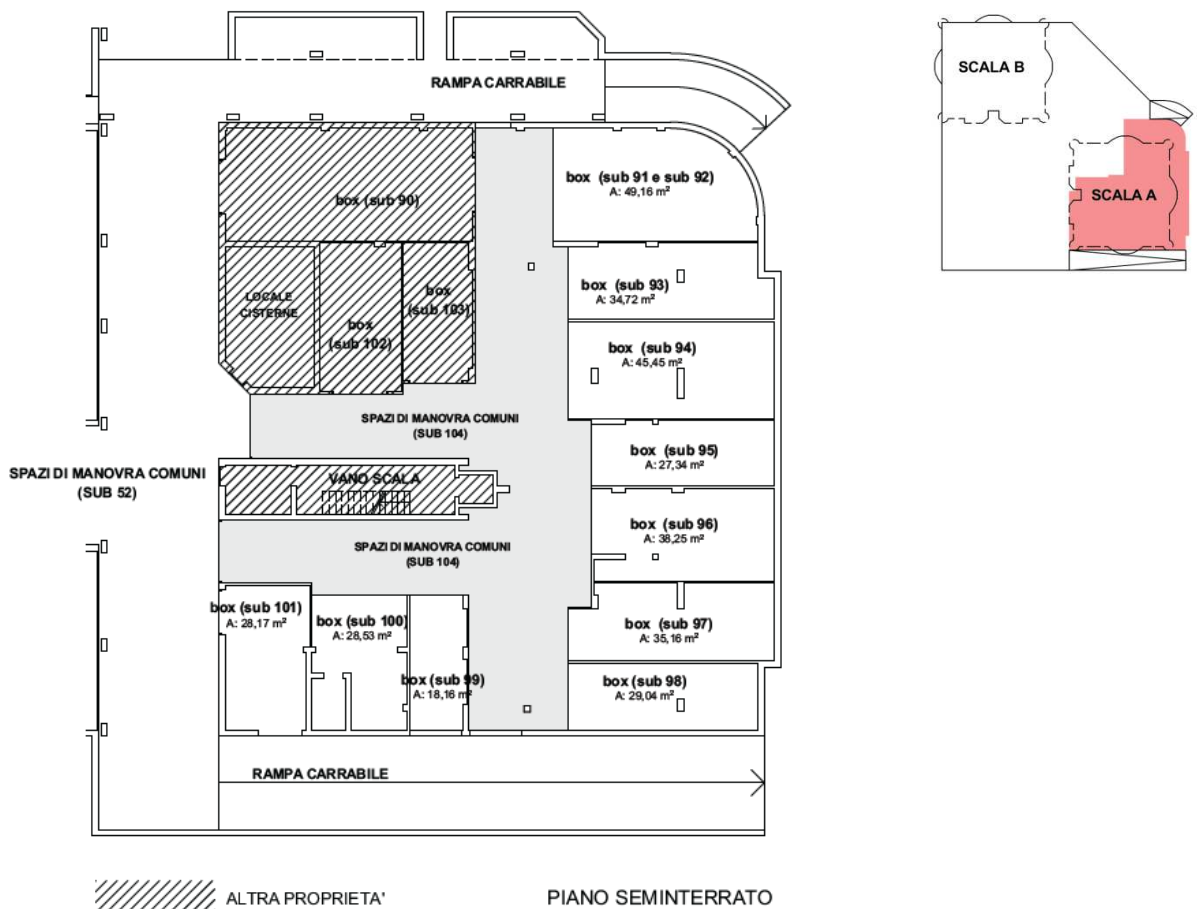 RAMPA CARRABILE
SCALA B
SCALA A
box (sub 91 e sub 92)
A: 49,16 m²
box (sub 90)
box (sub 93)
A: 34,72 m²
LOCALE
CISTERNE
box
(sub 102)
box
(sub 103)
box (sub 94)
A: 45,45 m²
SPAZI DI MANOVRA COMUNI
(SUB 104)
box (sub 95)
A: 27,34 m²
SPAZI DI MANOVRA COMUNI
(SUB 52)
VANO SCALA
box (sub 96)
A: 38,25 m²
SPAZI DI MANOVRA COMUNI
(SUB 104)
box (sub 101)
A: 28,17 m²
box (sub 100)
A: 28,53 m²
box (sub 97)
A: 35,16 m²
box (sub 99)
A: 18,16 m²
box (sub 98)
A: 29,04 m²
RAMPA CARRABILE
ALTRA PROPRIETA'
PIANO SEMINTERRATO